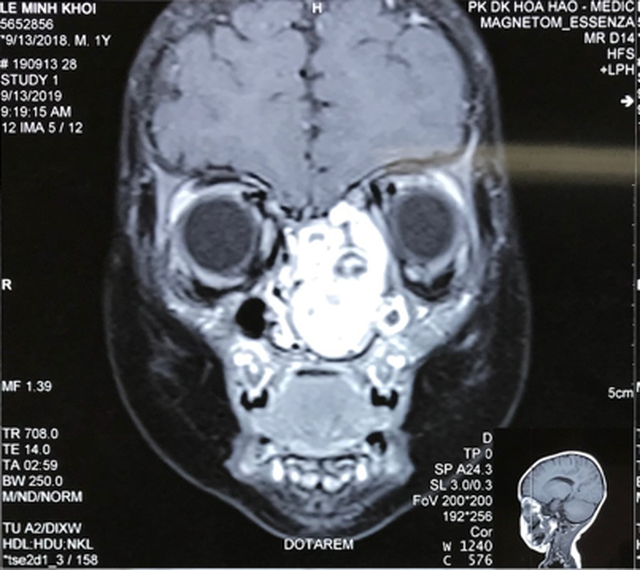 LE MINH KHOI
5652856
*9/13/2018, M, 1Y
# 190913 28
STUDY 1
9/13/2019
9:19:15 AM
12 IMA 5 / 12
H
PK DK HOA HAO - MEDIC
MAGNETOM_ESSENZA
MR D14
HFS
+LPH
R
MF 1.39
5cm
TR 708.0
TE 14.0
TA 02:59
BW 250.0
M/ND/NORM
TU A2/DIXW
HDL:HDU:NKL
*tse2d1_3 / 158
DOTAREM
D
TP 0
SP A24.3
SL 3.0/0.3
FoV 200*200
192*256
Cor
W 1240
C 576